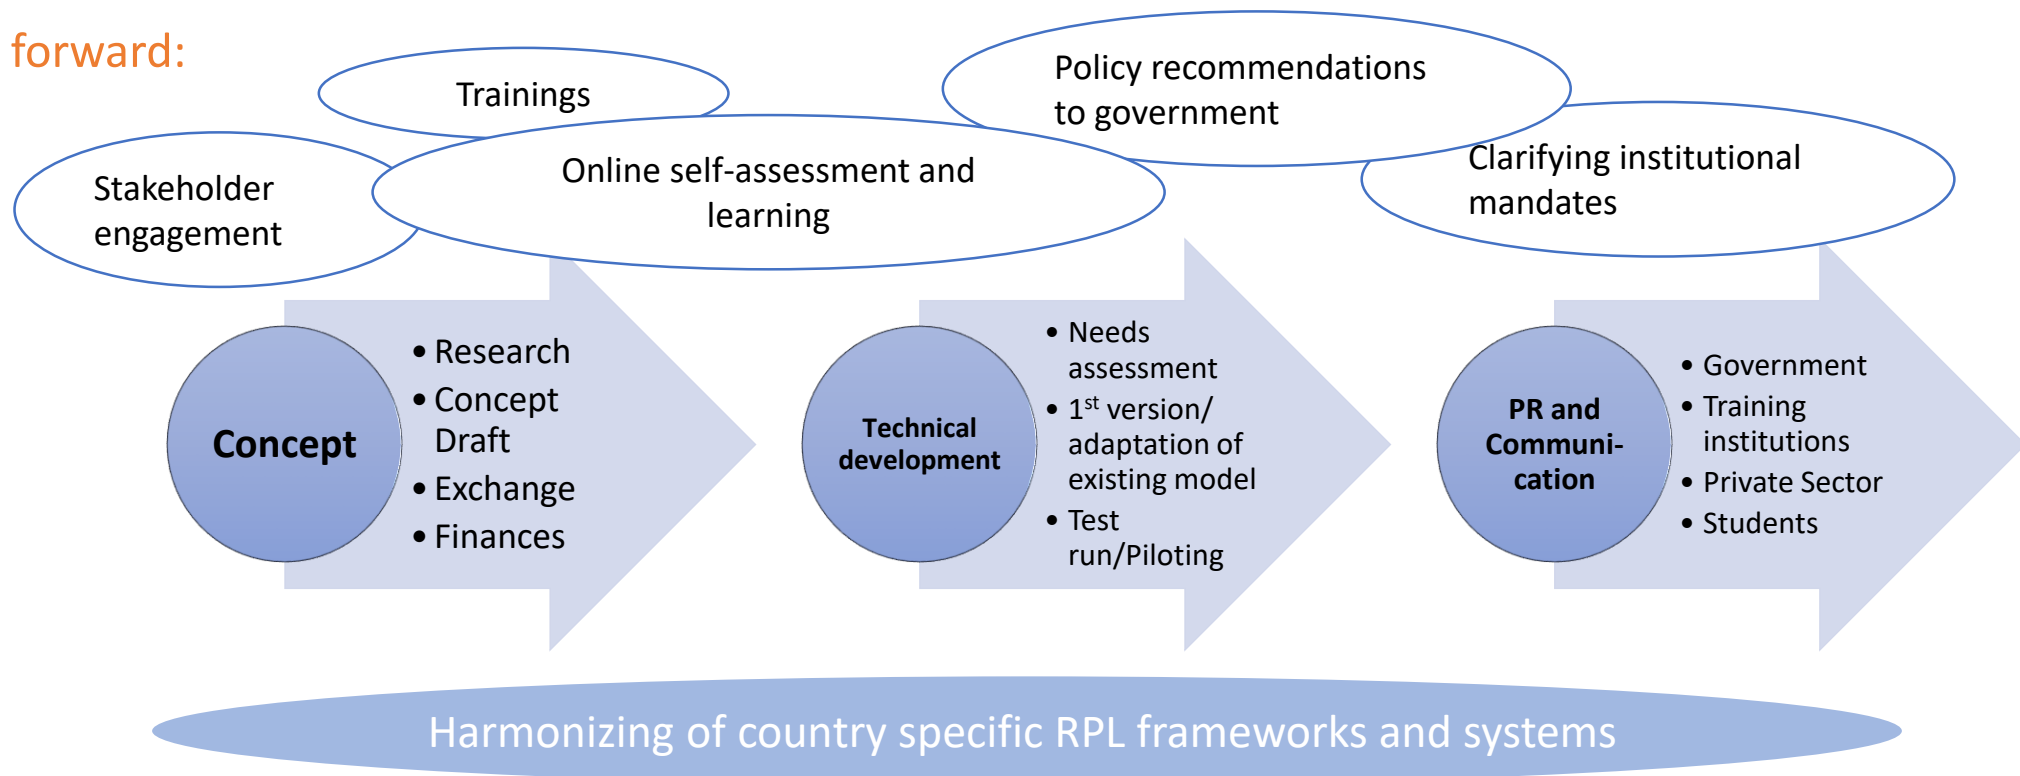 forward:
Trainings
Policy recommendations
to government
Stakeholder
engagement
Online self-assessment and
learning
Clarifying institutional
mandates
Concept
• Research
• Concept
Draft
• Exchange
• Finances
Technical
development
• Needs
assessment
• 1st version/
adaptation of
existing model
• Test
run/Piloting
PR and
Communi-
cation
• Government
• Training
institutions
• Private Sector
• Students
Harmonizing of country specific RPL frameworks and systems